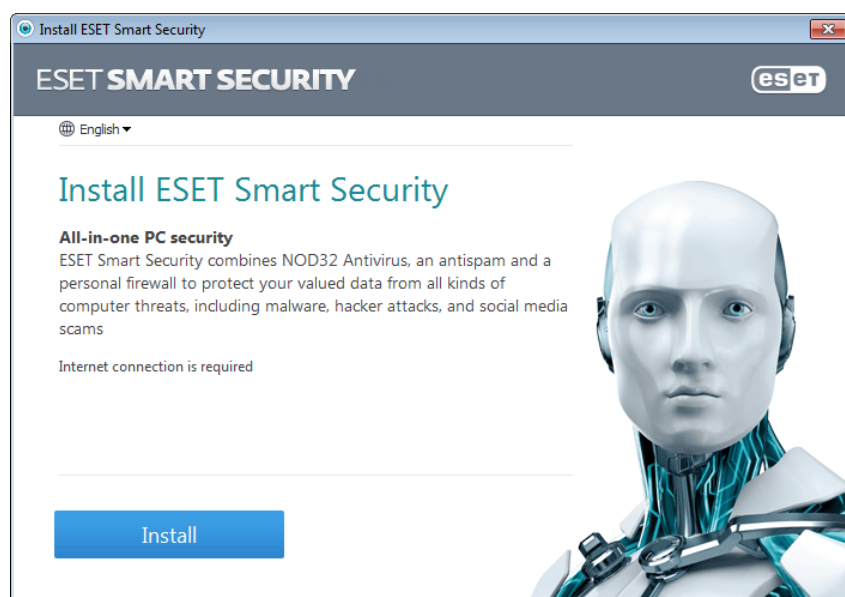 Install ESET Smart Security
ESET SMART SECURITY
eseT
English
Install ESET Smart Security
All-in-one PC security
ESET Smart Security combines NOD32 Antivirus, an antispam and a
personal firewall to protect your valued data from all kinds of
computer threats, including malware, hacker attacks, and social media
scams
Internet connection is required
Install